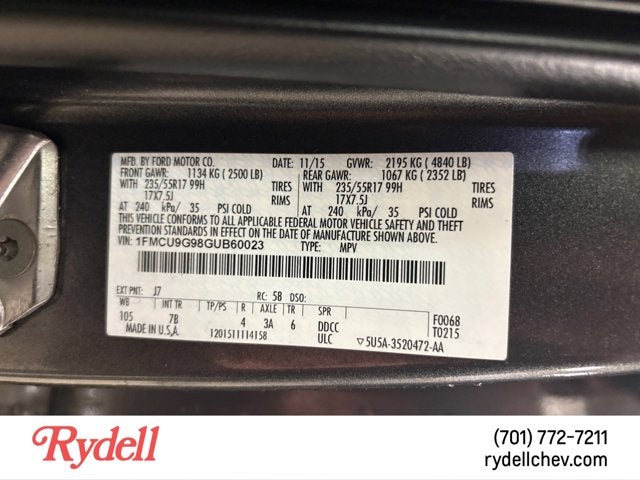 MFD. BY FORD MOTOR CO.
DATE: 11/15 GVWR: 2195 KG ( 4840 LB)
FRONT GAWR: 1134 KG ( 2500 LB) REAR GAWR: 1067 KG ( 2352 LB)
WITH 235/55R17 99H TIRES WITH 235/55R17 99H TIRES
17X7.5J RIMS 17X7.5J RIMS
AT 240 kPa/ 35 PSI COLD AT 240 kPa/ 35 PSI COLD
THIS VEHICLE CONFORMS TO ALL APPLICABLE FEDERAL MOTOR VEHICLE SAFETY AND THEFT PREVENTION
STANDARDS IN EFFECT ON THE DATE OF MANUFACTURE SHOWN ABOVE.
VIN: 1FMCU9G98GUB60023 TYPE: MPV
EXT PNT: J7 RC: 58 DSO:
WB INT TR TP/PS R AXLE TR SPR
105 7B 4 3A 6 DDCC F0068
MADE IN U.S.A. 1201511114158 ULC T0215
▽5U5A-3520472-AA
Rydell
(701) 772-7211
rydellchev.com